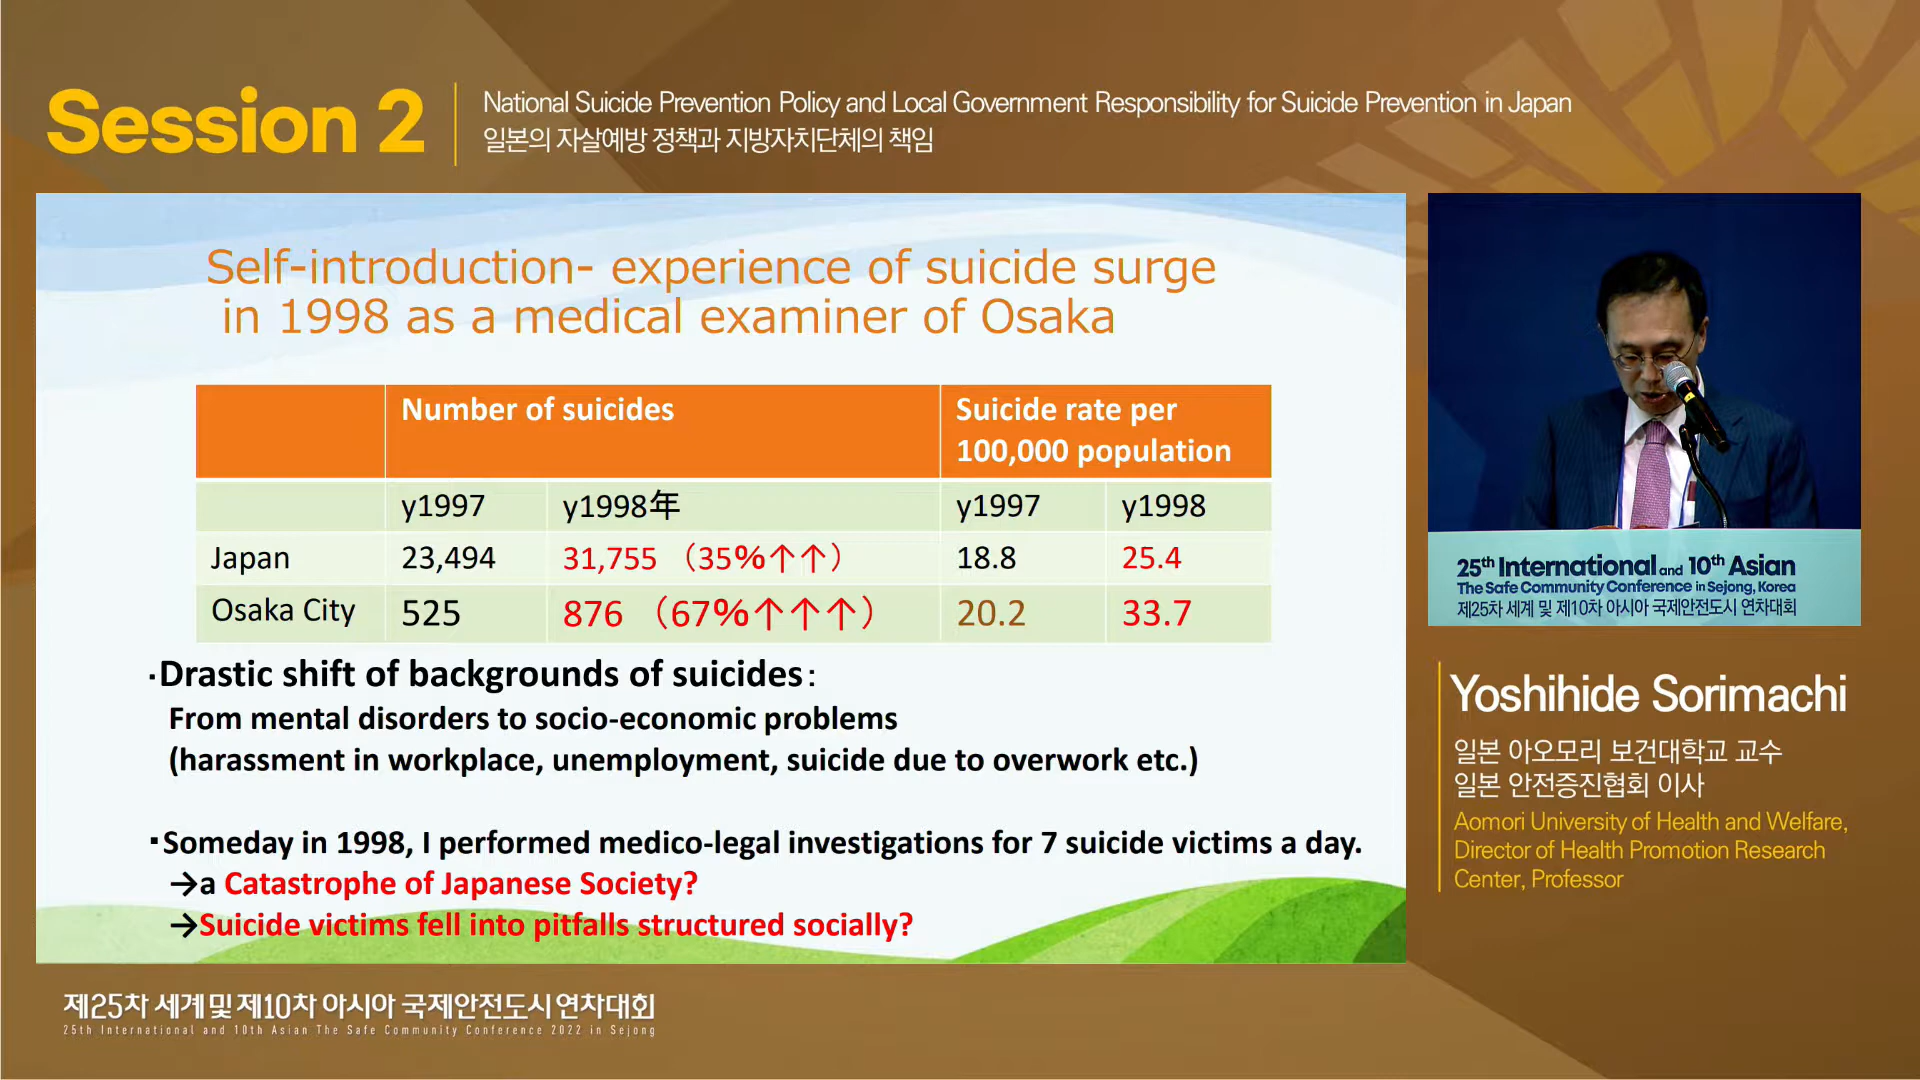 Session 2
National Suicide Prevention Policy and Local Government Responsibility for Suicide Prevention in Japan
일본의 자살예방 정책과 지방자치단체의 책임
Self-introduction- experience of suicide surge
in 1998 as a medical examiner of Osaka
Number of suicides
Suicide rate per
100,000 population
y1997 y1998年 y1997 y1998
Japan 23,494 31,755 （35%↑↑） 18.8 25.4
Osaka City 525 876 （67%↑↑↑） 20.2 33.7
・Drastic shift of backgrounds of suicides：
From mental disorders to socio-economic problems
(harassment in workplace, unemployment, suicide due to overwork etc.)
・Someday in 1998, I performed medico-legal investigations for 7 suicide victims a day.
→a Catastrophe of Japanese Society?
→Suicide victims fell into pitfalls structured socially?
25th International and 10th Asian
The Safe Community Conference in Sejong, Korea
제25차 세계 및 제10차 아시아 국제안전도시 연차대회
Yoshihide Sorimachi
일본 아오모리 보건대학교 교수
일본 안전증진협회 이사
Aomori University of Health and Welfare,
Director of Health Promotion Research
Center, Professor
제25차 세계 및 제10차 아시아 국제안전도시 연차대회
25th International and 10th Asian The Safe Community Conference 2022 in Sejong